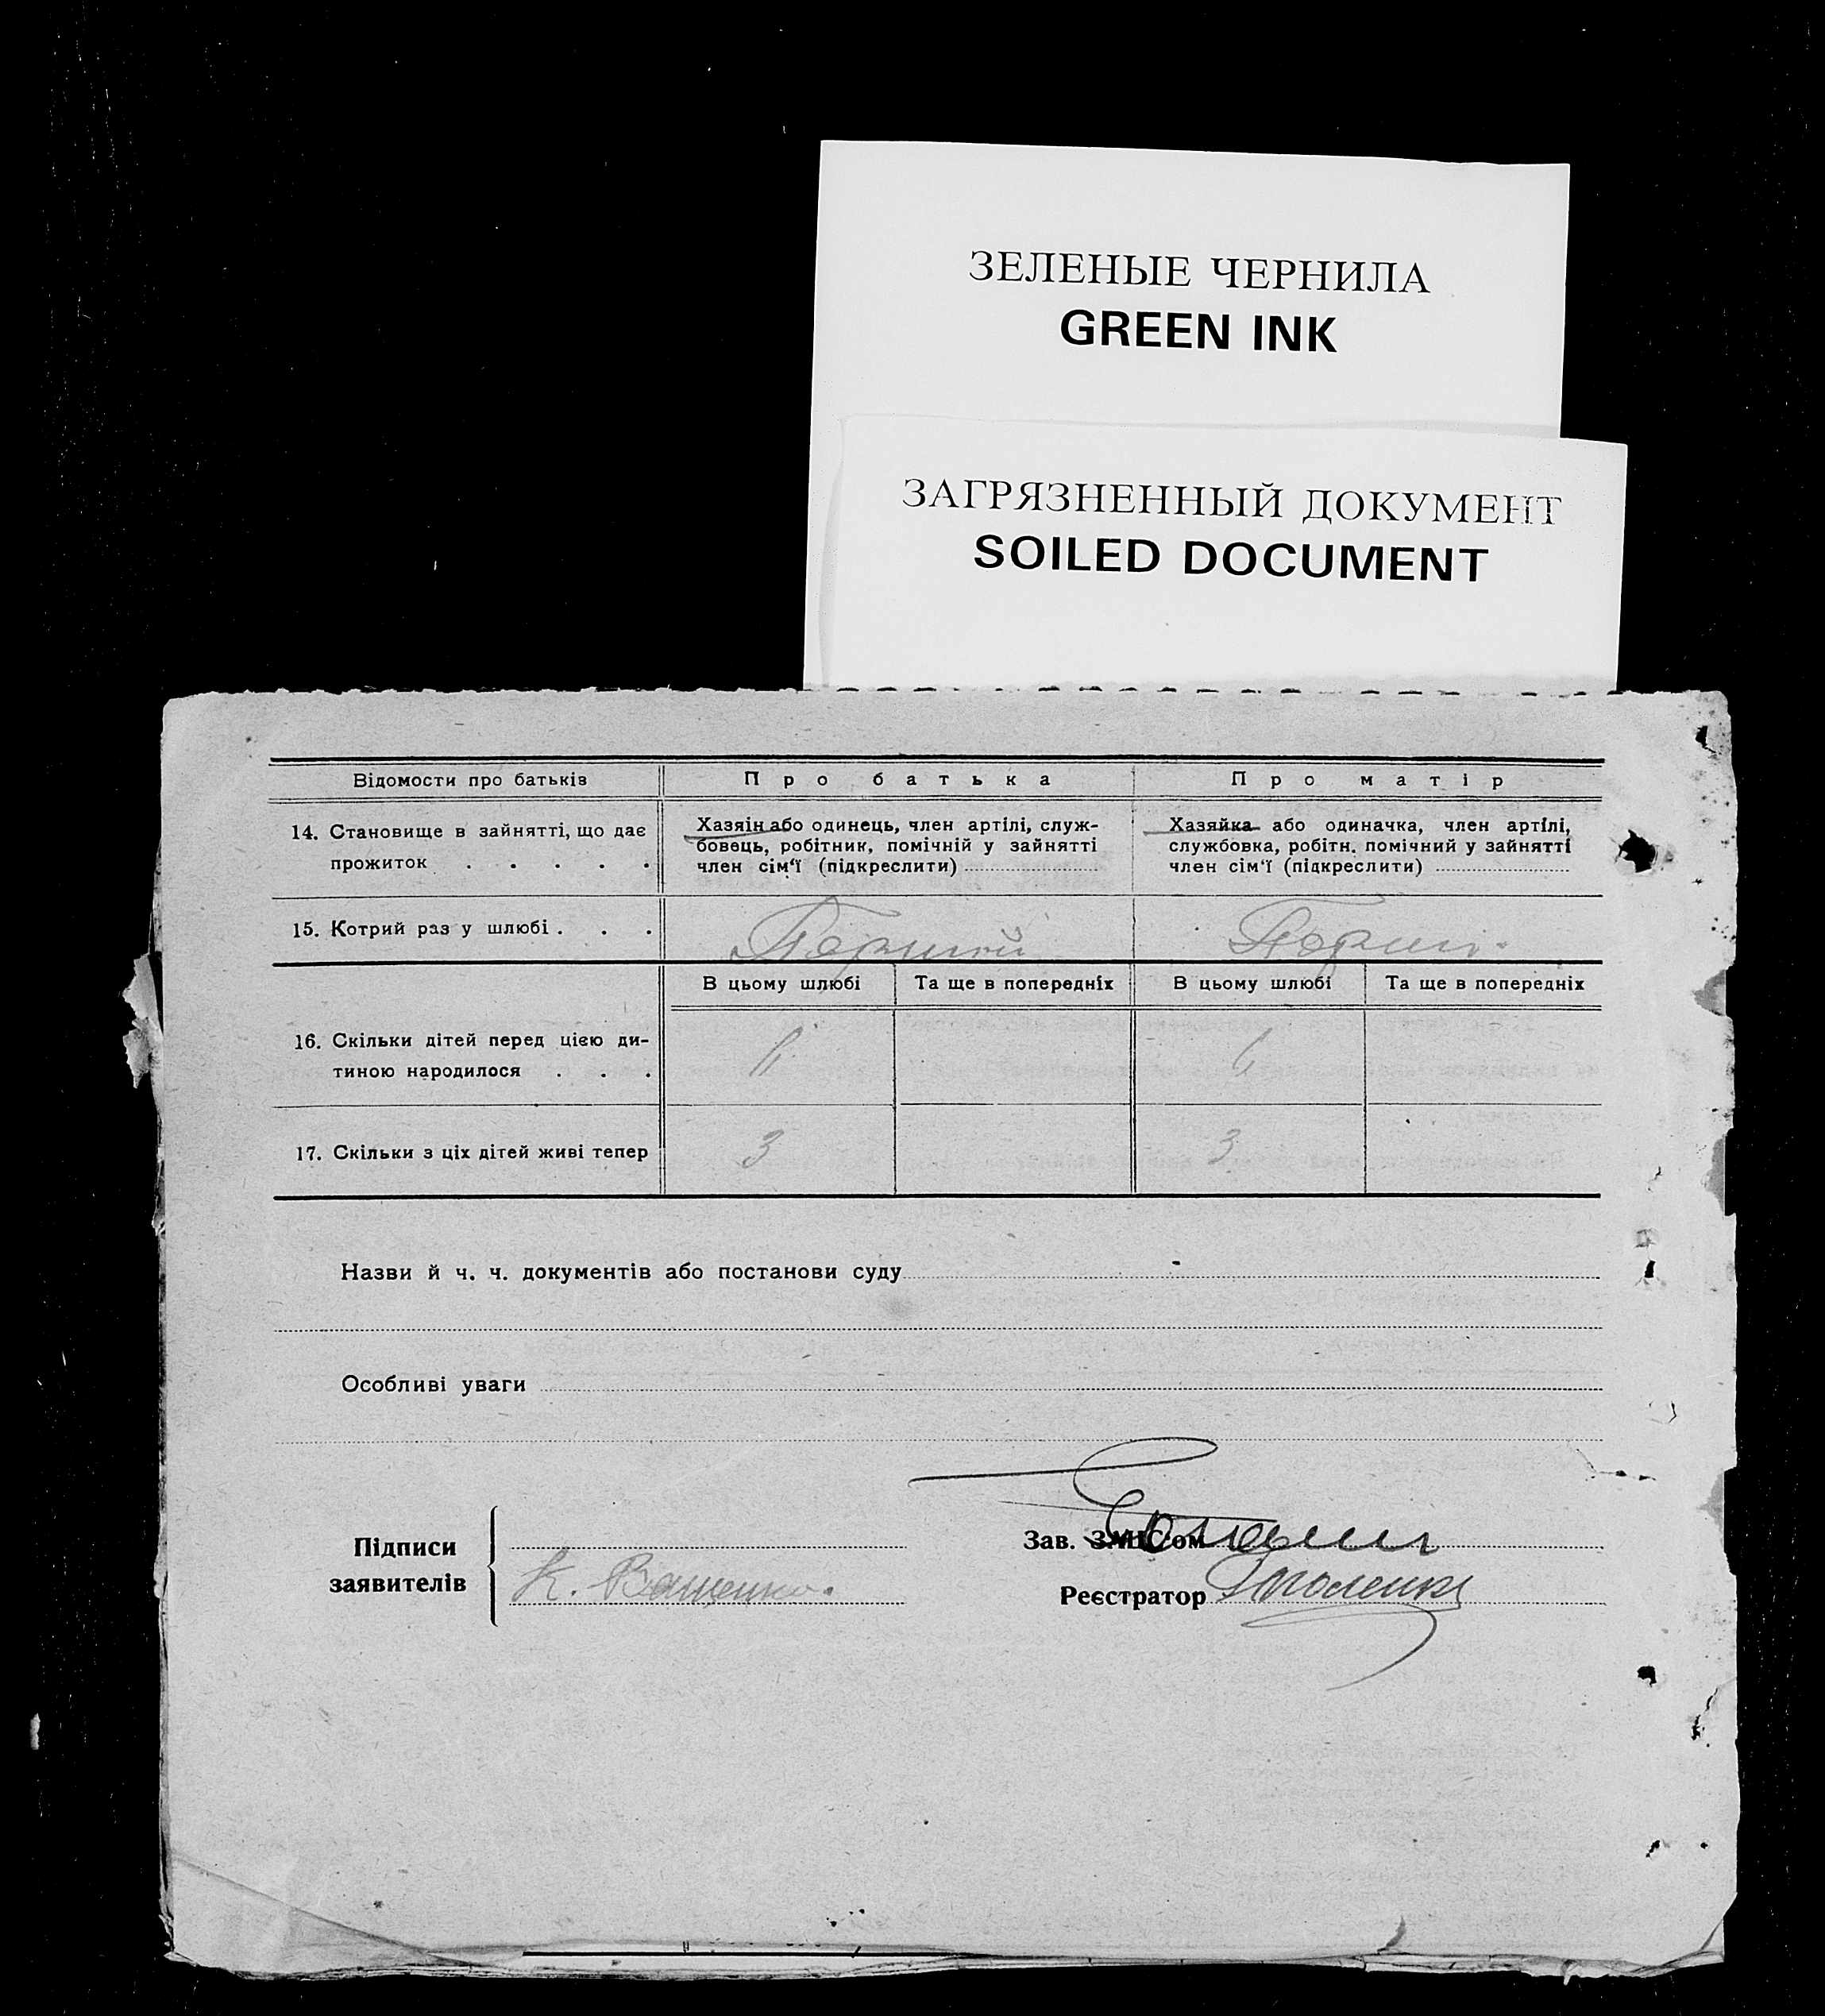 ЗЕЛЕНЫЕ ЧЕРНИЛА
GREEN INK
ЗАГРЯЗНЕННЫЙ ДОКУМЕНТ
SOILED DOCUMENT
Відомости про батьків
Про батька
Про матір
14. Становище в зайнятті, що дає
прожиток . . . . .
Хазяїн або одинець, член артілі, служ-
бовець, робітник, помічній у зайнятті
член сім'ї (підкреслити)
Хазяйка або одиначка, член артілі,
службовка, робітн. помічний у зайнятті
член сім'ї (підкреслити)
15. Котрий раз у шлюбі . . .
В цьому шлюбі
Та ще в попередніх
В цьому шлюбі
Та ще в попередніх
16. Скільки дітей перед цією ди-
тиною народилося . . .
17. Скільки з ціх дітей живі тепер
3
3
Назви й ч. ч. документів або постанови суду
Особливі уваги
Підписи
заявителів
К. Ващенко.
Зав. ЗАГС'ом
Реєстратор